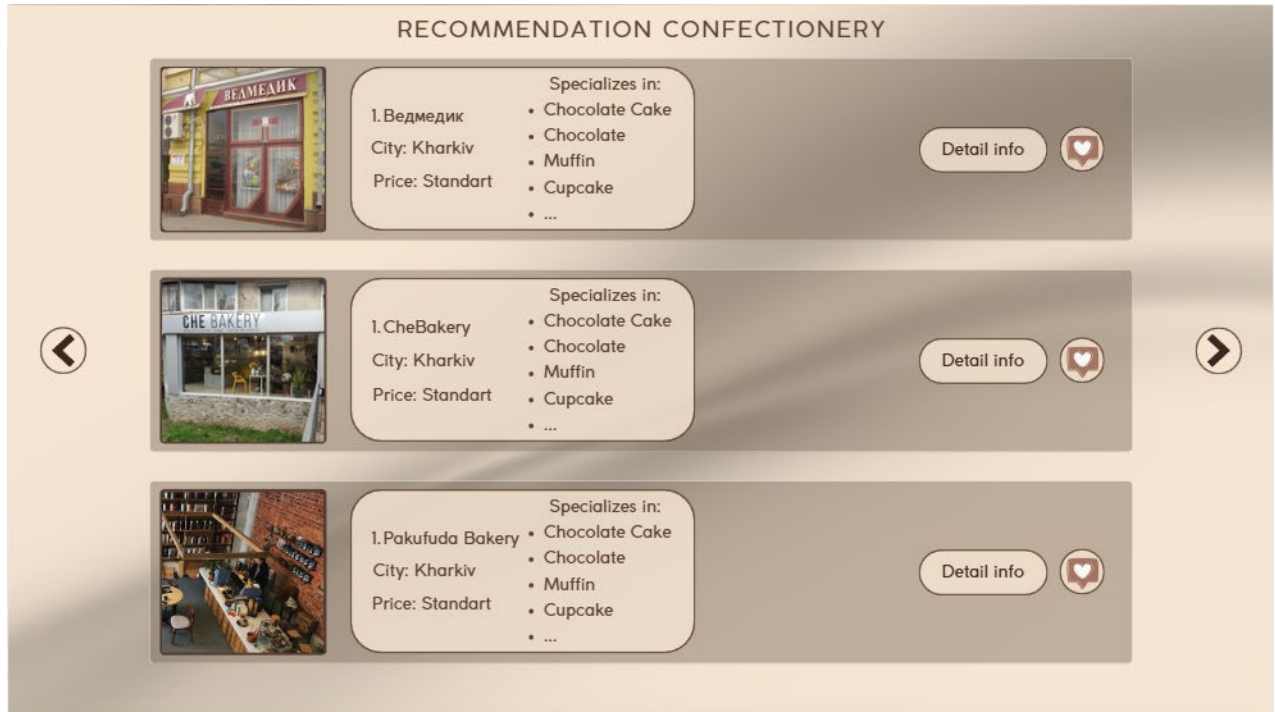 RECOMMENDATION CONFECTIONERY
ВЕДМЕДИК
1. Ведмедик
City: Kharkiv
Price: Standart
Specializes in:
• Chocolate Cake
• Chocolate
• Muffin
• Cupcake
• ...
Detail info
CHE BAKERY
1. CheBakery
City: Kharkiv
Price: Standart
Specializes in:
• Chocolate Cake
• Chocolate
• Muffin
• Cupcake
• ...
Detail info
1. Pakufuda Bakery
City: Kharkiv
Price: Standart
Specializes in:
• Chocolate Cake
• Chocolate
• Muffin
• Cupcake
• ...
Detail info